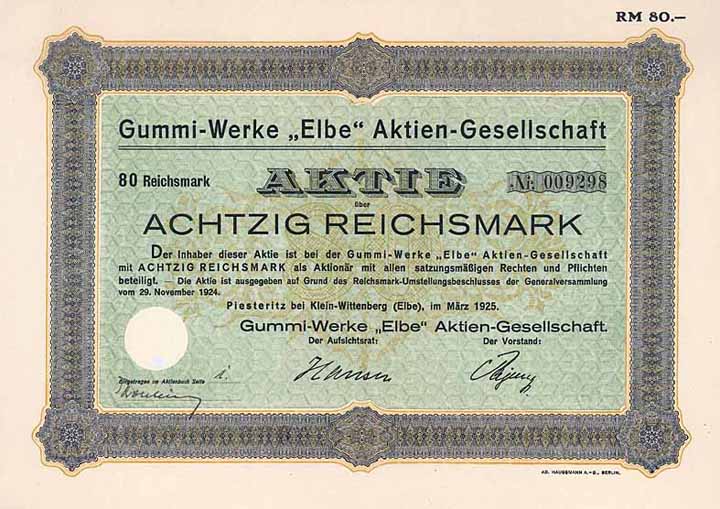 RM 80.—
Gummi-Werke „Elbe“ Aktien-Gesellschaft
80 Reichsmark AKTIE Nr. 009298
über
ACHTZIG REICHSMARK
Der Inhaber dieser Aktie ist bei der Gummi-Werke „Elbe“ Aktien-Gesellschaft
mit ACHTZIG REICHSMARK als Aktionär mit allen satzungsmäßigen Rechten und Pflichten
beteiligt. — Die Aktie ist ausgegeben auf Grund des Reichsmark-Umstellungsbeschlusses der Generalversammlung
vom 29. November 1924.
Piesteritz bei Klein-Wittenberg (Elbe), im März 1925.
Gummi-Werke „Elbe“ Aktien-Gesellschaft.
Der Aufsichtsrat: Der Vorstand:
Hansen
Eingetragen im Aktienbuch Seite
AD. HAUSSMANN A.-G., BERLIN.